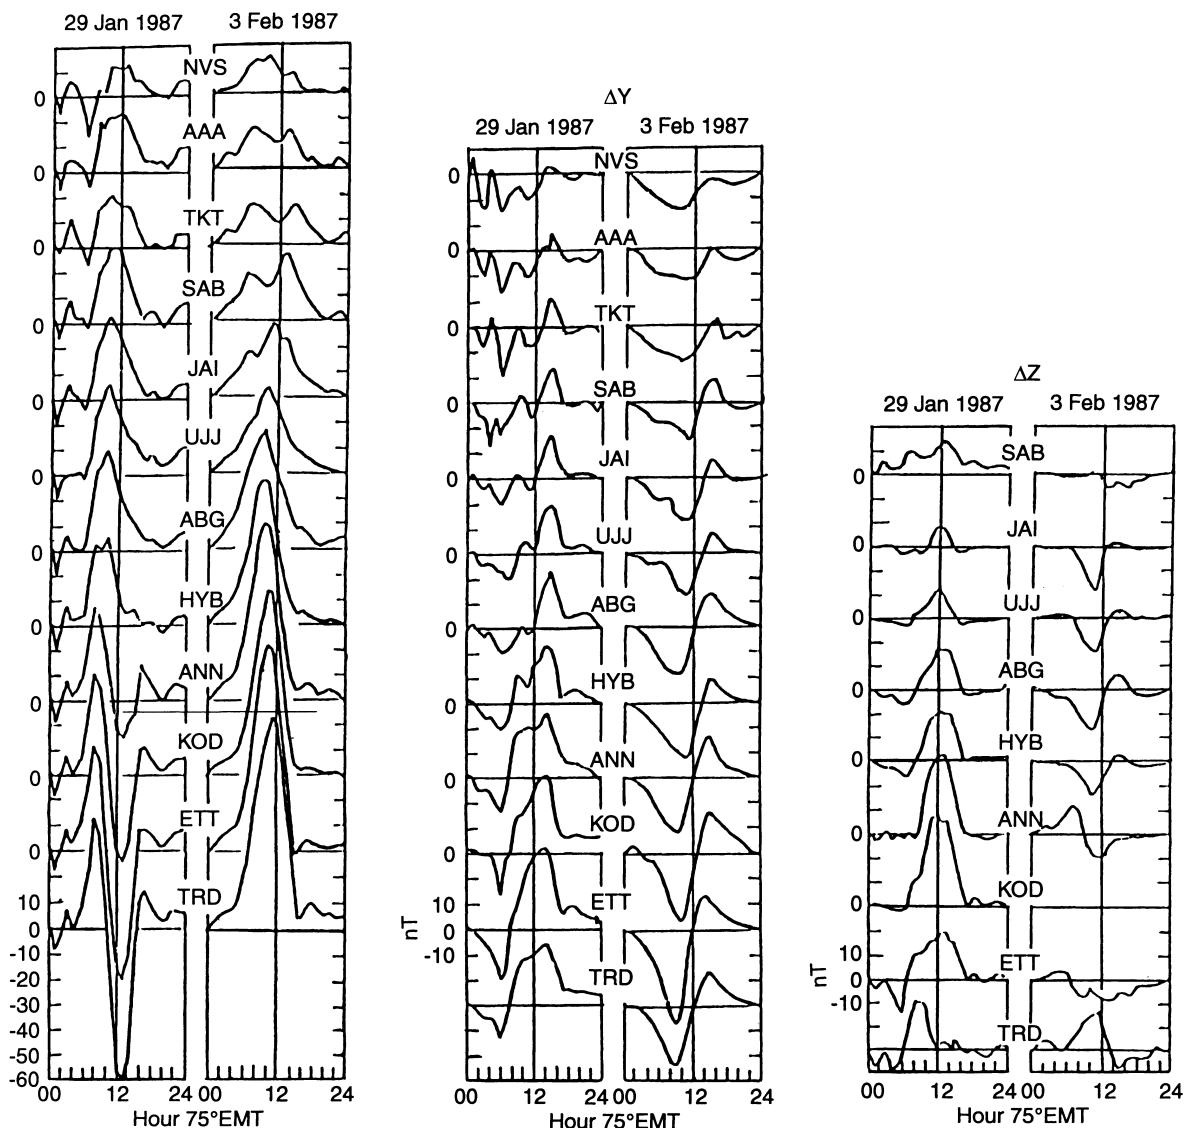 29 Jan 1987 3 Feb 1987
NVS
0
AAA
0
TKT
0
SAB
0
JAI
0
UJJ
0
ABG
0
HYB
0
ANN
0
KOD
0
ETT
0
TRD
10
0
-10
-20
-30
-40
-50
-60
00 12 24 00 12 24
Hour 75°EMT
ΔY
29 Jan 1987 3 Feb 1987
NVS
0
AAA
0
TKT
0
SAB
0
JAI
0
UJJ
0
ABG
0
HYB
0
ANN
0
KOD
0
ETT
10
0
-10
nT
TRD
00 12 24 00 12 24
Hour 75°EMT
ΔZ
29 Jan 1987 3 Feb 1987
SAB
0
JAI
0
UJJ
0
ABG
0
HYB
0
ANN
0
KOD
0
ETT
10
0
-10
nT
TRD
00 12 24 00 12 24
Hour 75°EMT